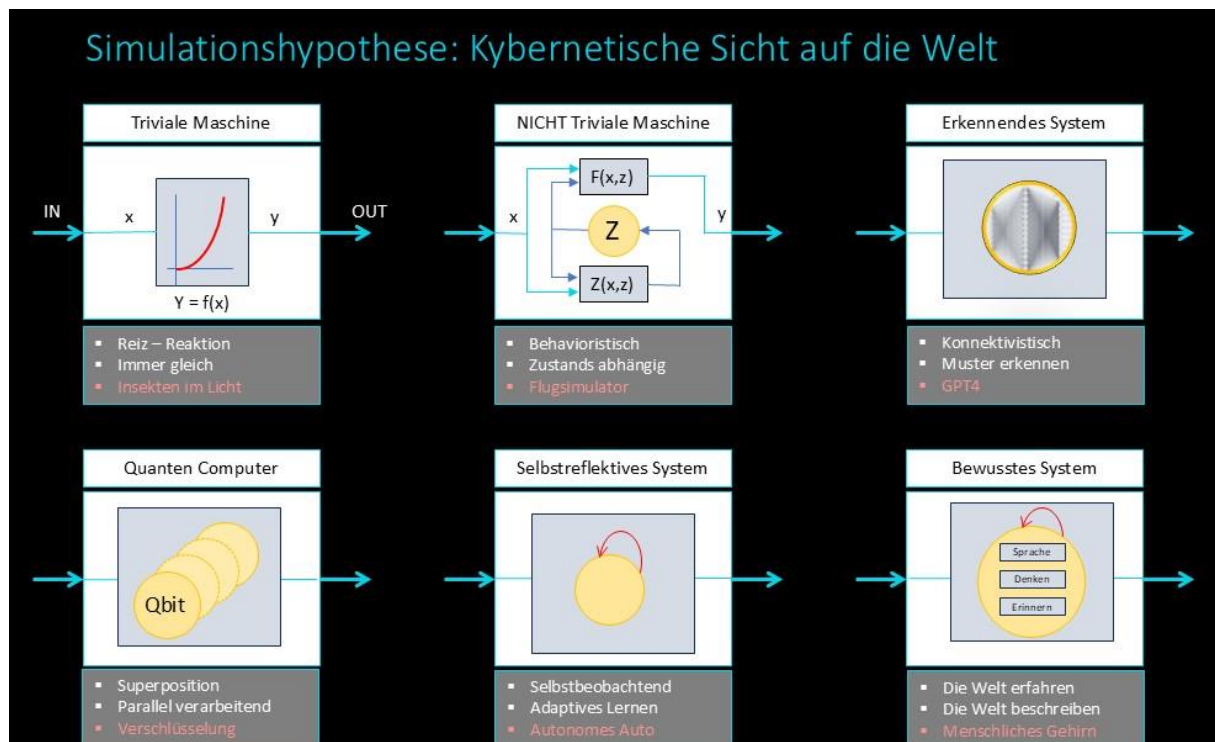 Simulationshypothese: Kybernetische Sicht auf die Welt
Triviale Maschine
IN
x
y
OUT
Y = f(x)
Reiz – Reaktion
Immer gleich
Insekten im Licht
NICHT Triviale Maschine
F(x,z)
x
Z
y
Z(x,z)
Behavioristisch
Zustands abhängig
Flugsimulator
Erkennendes System
Konnektivistisch
Muster erkennen
GPT4
Quanten Computer
Qbit
Superposition
Parallel verarbeitend
Verschlüsselung
Selbstreflektives System
Selbstbeobachtend
Adaptives Lernen
Autonomes Auto
Bewusstes System
Sprache
Denken
Erinnern
Die Welt erfahren
Die Welt beschreiben
Menschliches Gehirn